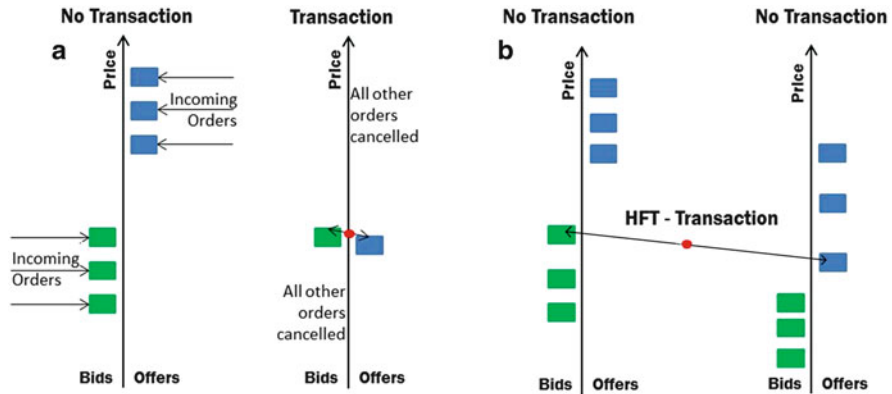 No Transaction
Transaction
No Transaction
No Transaction
a
Price
Incoming
Orders
Incoming
Orders
Bids
Offers
Price
All other
orders
cancelled
All other
orders
cancelled
Bids
Offers
b
Price
HFT - Transaction
Bids
Offers
Price
Bids
Offers